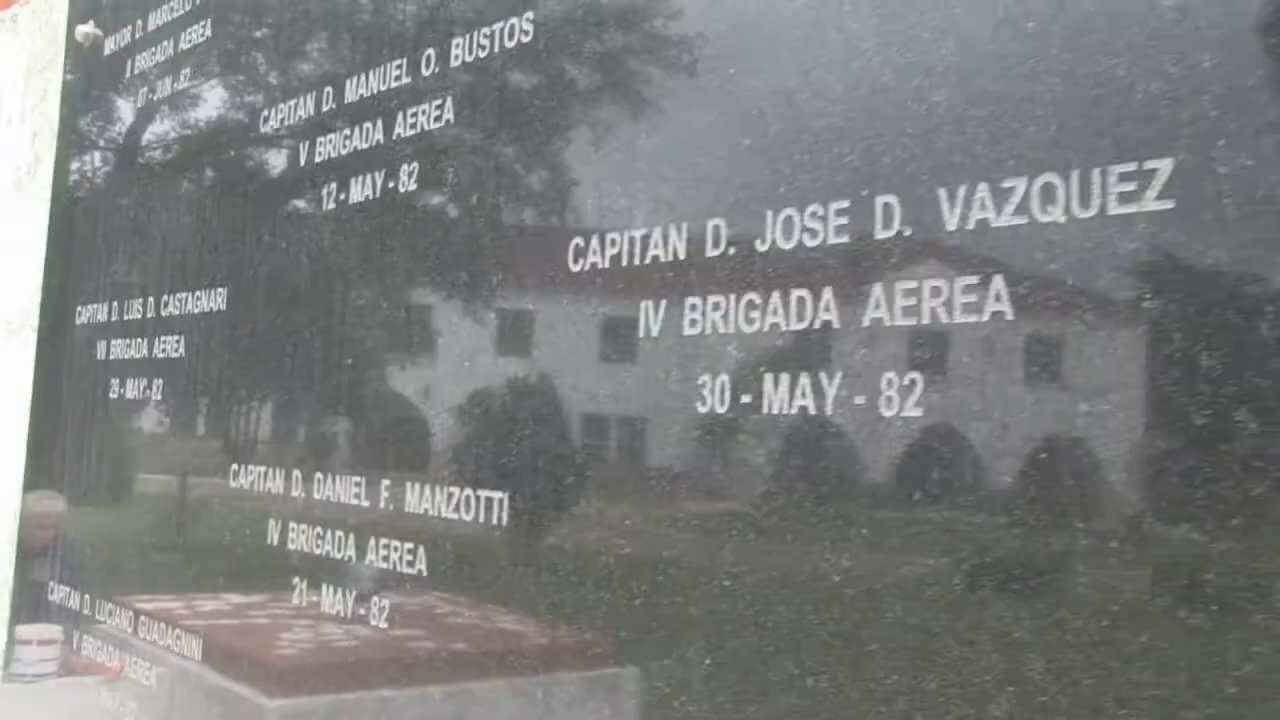 MAYOR D. MARCELO
II BRIGADA AEREA
07 - JUN - 82
CAPITAN D. MANUEL O. BUSTOS
V BRIGADA AEREA
12 - MAY - 82
CAPITAN D. JOSE D. VAZQUEZ
IV BRIGADA AEREA
30 - MAY - 82
CAPITAN D. LUIS D. CASTAGNARI
VII BRIGADA AEREA
29 - MAY - 82
CAPITAN D. DANIEL F. MANZOTTI
IV BRIGADA AEREA
21 - MAY - 82
CAPITAN D. LUCIANO GUADAGNINI
V BRIGADA AEREA